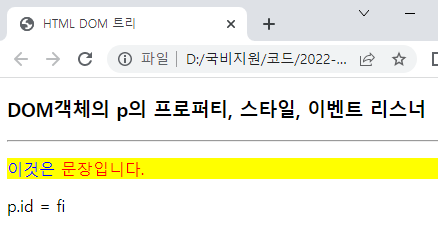 HTML DOM 트리
파일 D:/국비지원/코드/2022-...
DOM객체의 p의 프로퍼티, 스타일, 이벤트 리스너
이것은 문장입니다.
p.id = fi